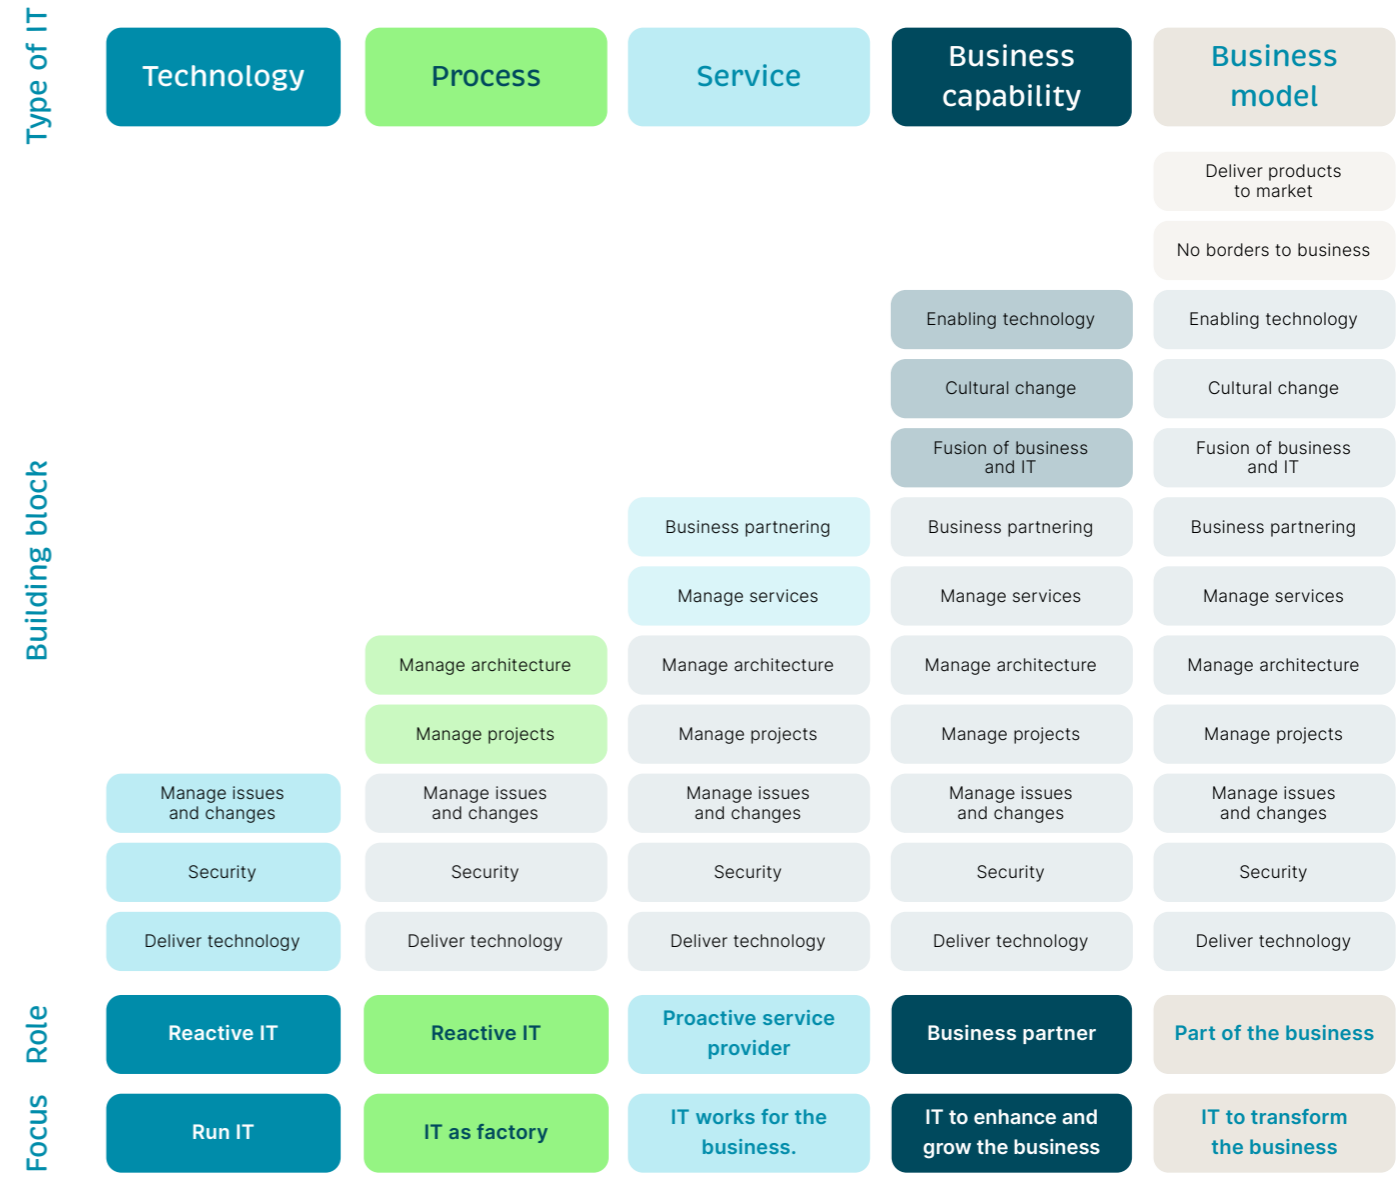 Type of IT
Technology
Process
Service
Business
capability
Business
model
Building block
Deliver products
to market
No borders to business
Enabling technology
Enabling technology
Cultural change
Cultural change
Fusion of business
and IT
Fusion of business
and IT
Business partnering
Business partnering
Business partnering
Manage services
Manage services
Manage services
Manage architecture
Manage architecture
Manage architecture
Manage architecture
Manage projects
Manage projects
Manage projects
Manage projects
Manage issues
and changes
Manage issues
and changes
Manage issues
and changes
Manage issues
and changes
Manage issues
and changes
Security
Security
Security
Security
Security
Deliver technology
Deliver technology
Deliver technology
Deliver technology
Deliver technology
Role
Reactive IT
Reactive IT
Proactive service
provider
Business partner
Part of the business
Focus
Run IT
IT as factory
IT works for the
business.
IT to enhance and
grow the business
IT to transform
the business